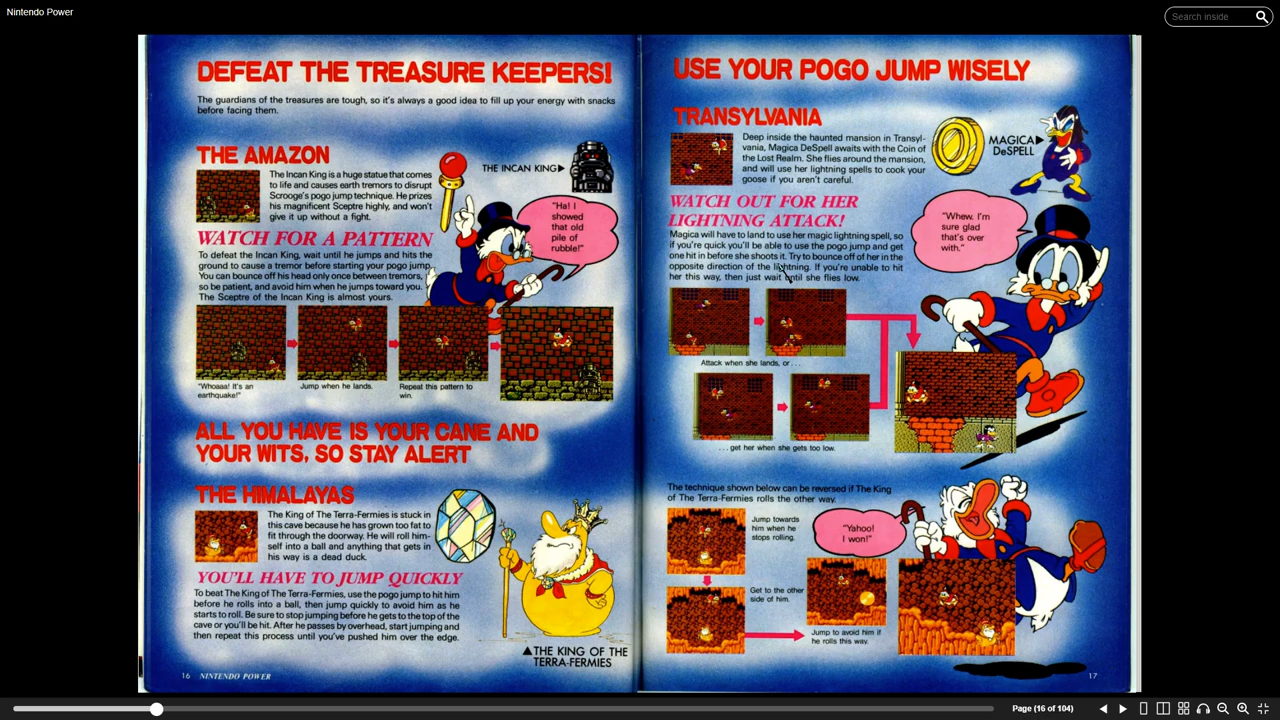 Nintendo Power
Search inside
DEFEAT THE TREASURE KEEPERS!
The guardians of the treasures are tough, so it's always a good idea to fill up your energy with snacks
before facing them.
THE AMAZON
The Incan King is a huge statue that comes
to life and causes earth tremors to disrupt
Scrooge's pogo jump technique. He prizes
his magnificent Sceptre highly, and won't
give it up without a fight.
THE INCAN KING▶
"Ha! I
showed
that old
pile of
rubble!"
WATCH FOR A PATTERN
To defeat the Incan King, wait until he jumps and hits the
ground to cause a tremor before starting your pogo jump.
You can bounce off his head only once between tremors,
so be patient, and avoid him when he jumps toward you.
The Sceptre of the Incan King is almost yours.
"Whoaaa! It's an
earthquake!"
Jump when he lands.
Repeat this pattern to
win.
ALL YOU HAVE IS YOUR CANE AND
YOUR WITS, SO STAY ALERT
THE HIMALAYAS
The King of The Terra-Fermies is stuck in
this cave because he has grown too fat to
fit through the doorway. He will roll him-
self into a ball and anything that gets in
his way is a dead duck.
YOU'LL HAVE TO JUMP QUICKLY
To beat The King of The Terra-Fermies, use the pogo jump to hit him
before he rolls into a ball, then jump quickly to avoid him as he
starts to roll. Be sure to stop jumping before he gets to the top of the
cave or you'll be hit. After he passes by overhead, start jumping and
then repeat this process until you've pushed him over the edge.
▲THE KING OF THE
TERRA-FERMIES
16 NINTENDO POWER
USE YOUR POGO JUMP WISELY
TRANSYLVANIA
Deep inside the haunted mansion in Transyl-
vania, Magica DeSpell awaits with the Coin of
the Lost Realm. She flies around the mansion,
and will use her lightning spells to cook your
goose if you aren't careful.
MAGICA▶
DeSPELL
WATCH OUT FOR HER
LIGHTNING ATTACK!
Magica will have to land to use her magic lightning spell, so
if you're quick you'll be able to use the pogo jump and get
one hit in before she shoots it. Try to bounce off of her in the
opposite direction of the lightning. If you're unable to hit
her this way, then just wait until she flies low.
"Whew. I'm
sure glad
that's over
with."
Attack when she lands, or . . .
. . . . get her when she gets too low.
The technique shown below can be reversed if The King
of The Terra-Fermies rolls the other way.
Jump towards
him when he
stops rolling.
"Yahoo!
I won!"
Get to the other
side of him.
Jump to avoid him if
he rolls this way.
17
Page (16 of 104)